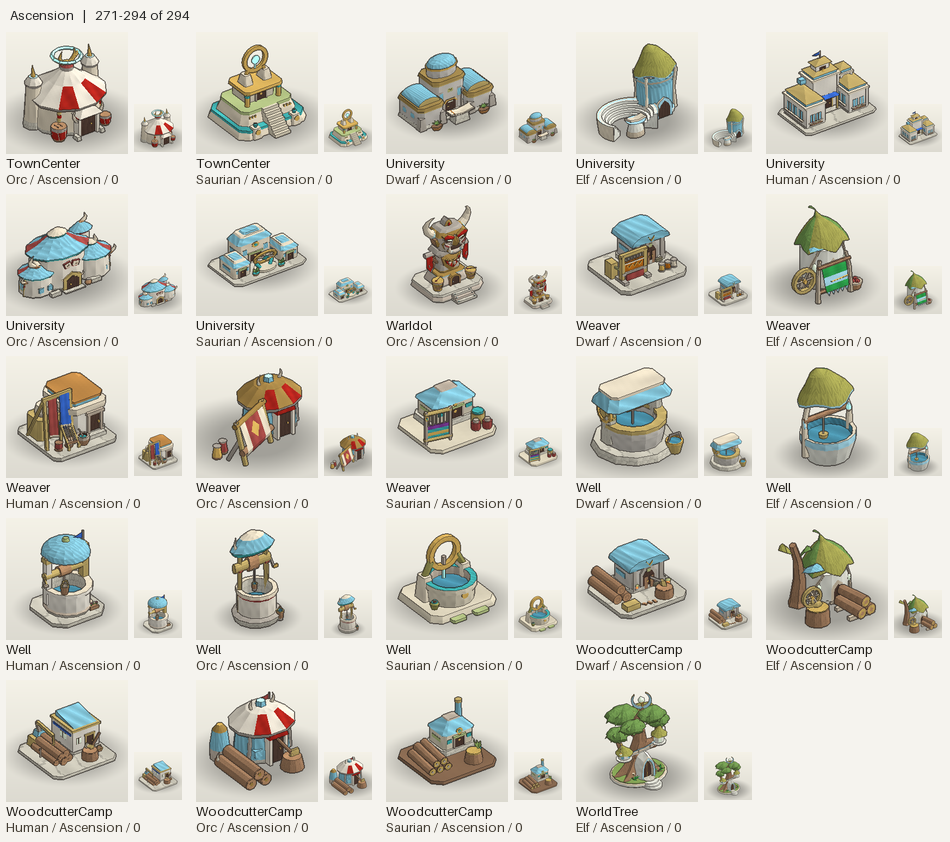 Ascension | 271-294 of 294
TownCenter
Orc / Ascension / 0
TownCenter
Saurian / Ascension / 0
University
Dwarf / Ascension / 0
University
Elf / Ascension / 0
University
Human / Ascension / 0
University
Orc / Ascension / 0
University
Saurian / Ascension / 0
WarIdol
Orc / Ascension / 0
Weaver
Dwarf / Ascension / 0
Weaver
Elf / Ascension / 0
Weaver
Human / Ascension / 0
Weaver
Orc / Ascension / 0
Weaver
Saurian / Ascension / 0
Well
Dwarf / Ascension / 0
Well
Elf / Ascension / 0
Well
Human / Ascension / 0
Well
Orc / Ascension / 0
Well
Saurian / Ascension / 0
WoodcutterCamp
Dwarf / Ascension / 0
WoodcutterCamp
Elf / Ascension / 0
WoodcutterCamp
Human / Ascension / 0
WoodcutterCamp
Orc / Ascension / 0
WoodcutterCamp
Saurian / Ascension / 0
WorldTree
Elf / Ascension / 0